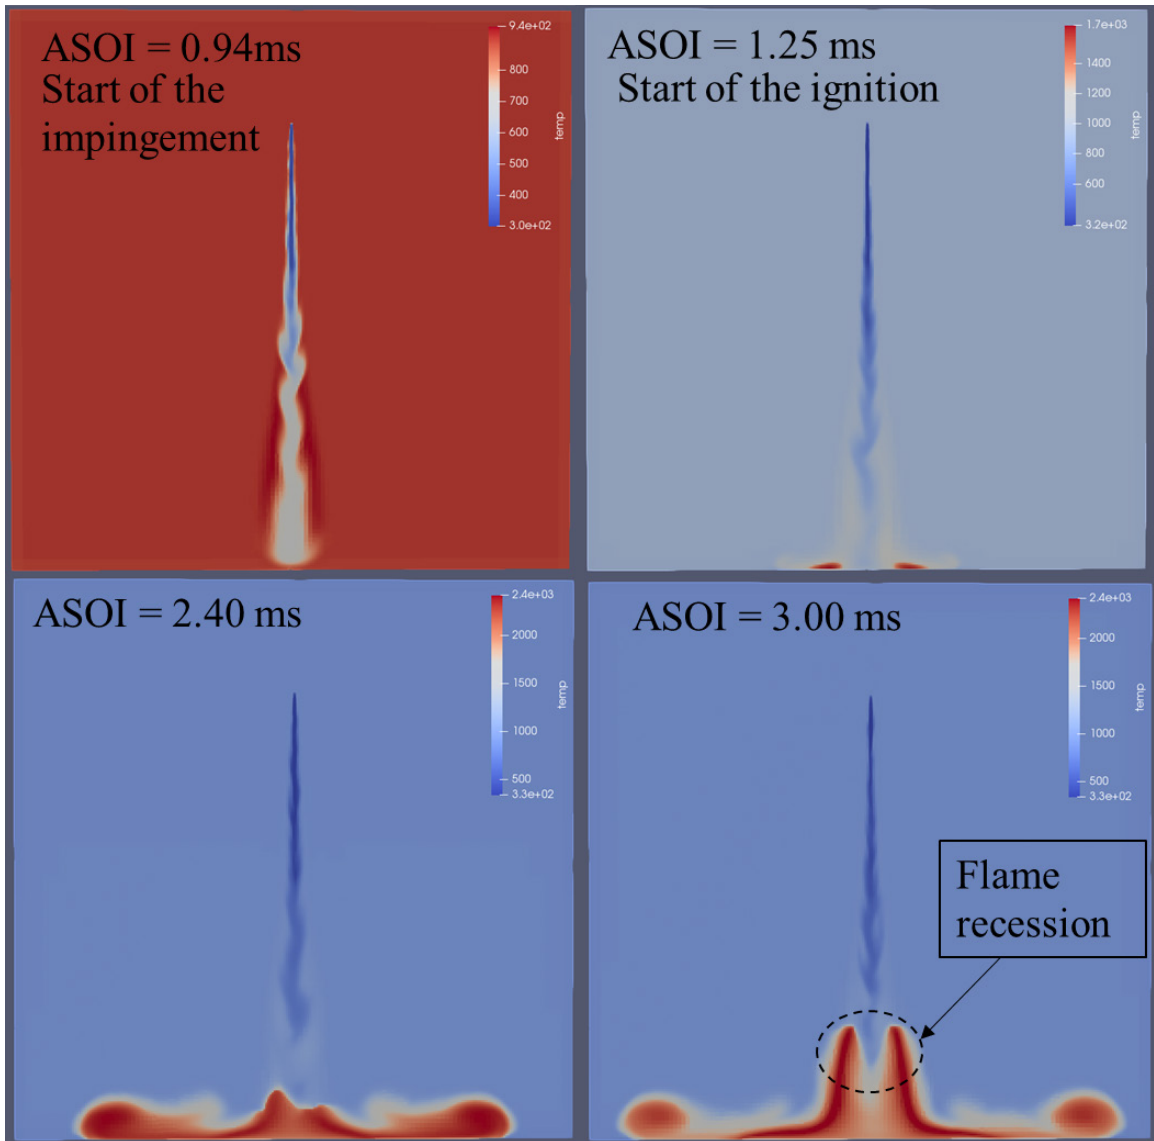 ASOI = 0.94ms
Start of the
impingement
9.4e+02
800
700
600
500
400
3.0e+02
temp
ASOI = 1.25 ms
Start of the ignition
1.7e+03
1400
1200
1000
800
600
3.2e+02
temp
ASOI = 2.40 ms
2.4e+03
2000
1500
1000
500
3.3e+02
temp
ASOI = 3.00 ms
2.4e+03
2000
1500
1000
500
3.3e+02
temp
Flame
recession